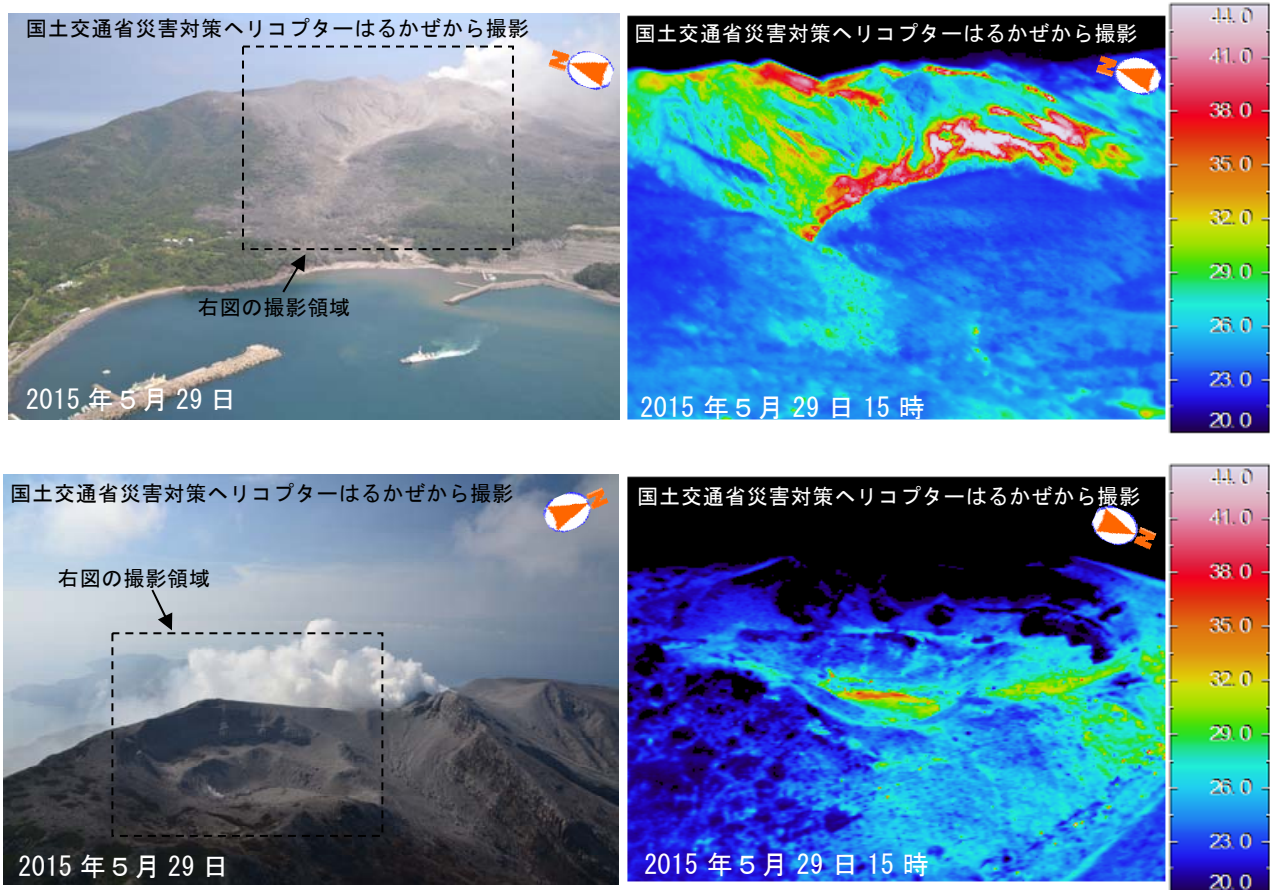 国土交通省災害対策ヘリコプターはるかぜから撮影
N
右図の撮影領域
2015 年５月 29 日
国土交通省災害対策ヘリコプターはるかぜから撮影
N
2015 年５月 29 日 15 時
44.0
41.0
38.0
35.0
32.0
29.0
26.0
23.0
20.0
国土交通省災害対策ヘリコプターはるかぜから撮影
N
右図の撮影領域
2015 年５月 29 日
国土交通省災害対策ヘリコプターはるかぜから撮影
N
2015 年５月 29 日 15 時
44.0
41.0
38.0
35.0
32.0
29.0
26.0
23.0
20.0